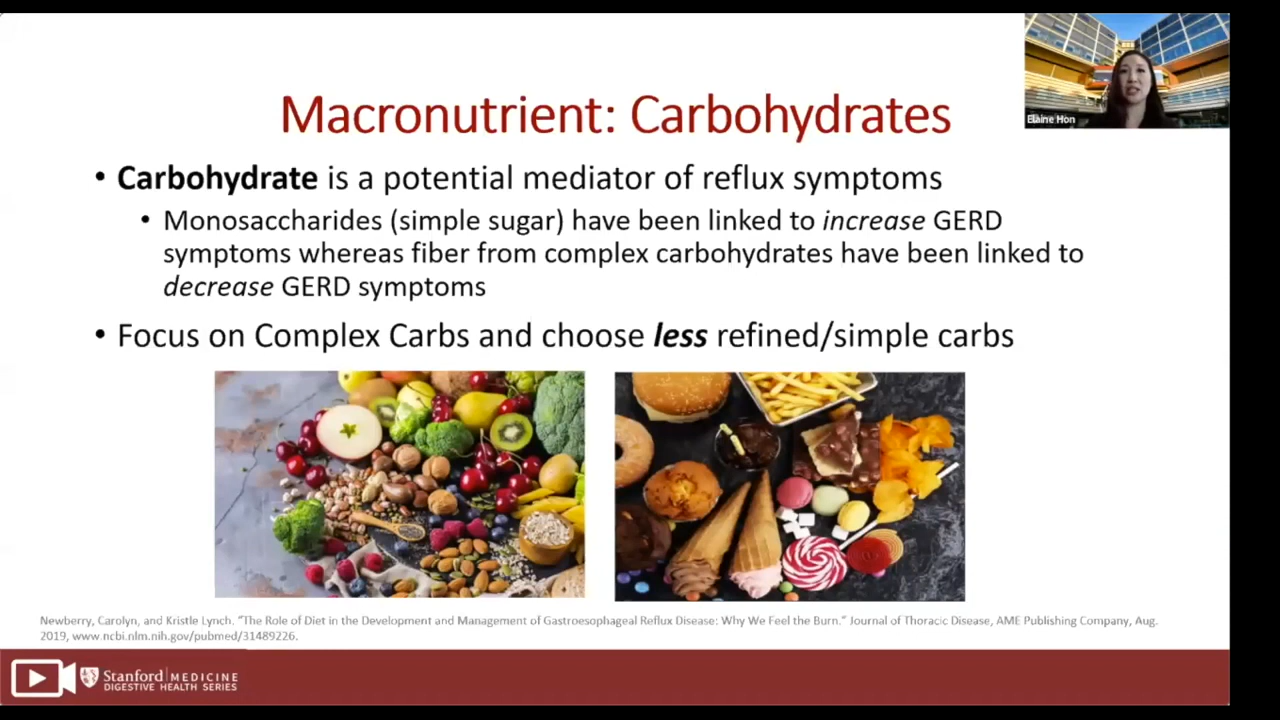 Elaine Hon
Macronutrient: Carbohydrates
• Carbohydrate is a potential mediator of reflux symptoms
• Monosaccharides (simple sugar) have been linked to increase GERD
symptoms whereas fiber from complex carbohydrates have been linked to
decrease GERD symptoms
• Focus on Complex Carbs and choose less refined/simple carbs
Newberry, Carolyn, and Kristle Lynch. "The Role of Diet in the Development and Management of Gastroesophageal Reflux Disease: Why We Feel the Burn." Journal of Thoracic Disease, AME Publishing Company, Aug.
2019, www.ncbi.nlm.nih.gov/pubmed/31489226.
Stanford MEDICINE
DIGESTIVE HEALTH SERIES